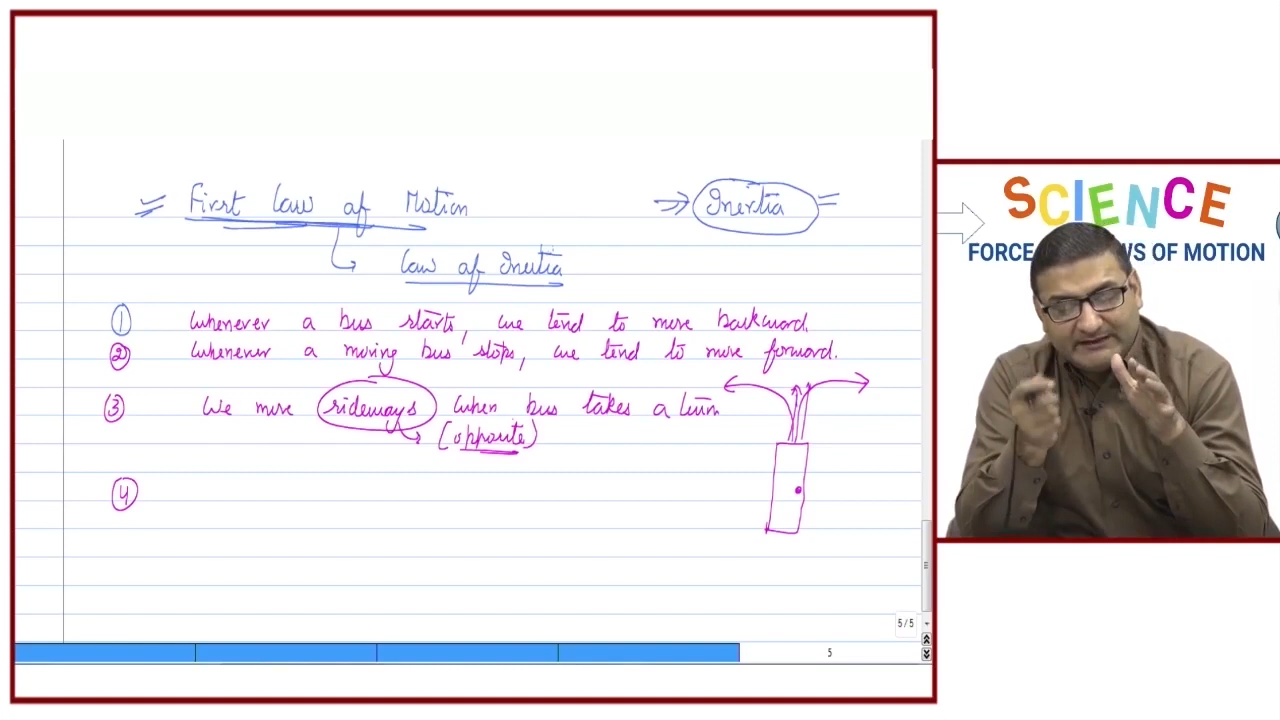 First Law of Motion ⇒ Inertia =
Law of Inertia
① Whenever a bus starts, we tend to move backward.
② Whenever a moving bus stops, we tend to move forward.
③ We move sideways when bus takes a turn
(opposite)
④
5/5
5
SCIENCE
FORCE WS OF MOTION